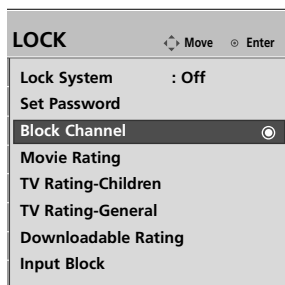 LOCK Move Enter
Lock System : Off
Set Password
Block Channel
Movie Rating
TV Rating-Children
TV Rating-General
Downloadable Rating
Input Block